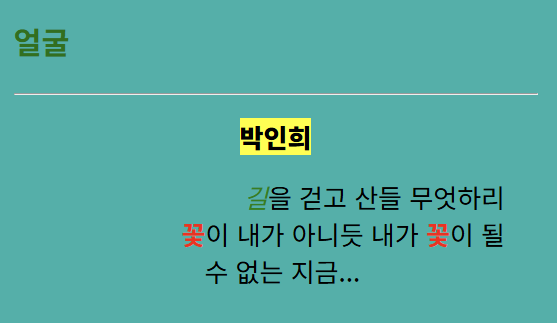 얼굴
박인희
길을 걷고 산들 무엇하리
꽃이 내가 아니듯 내가 꽃이 될
수 없는 지금...